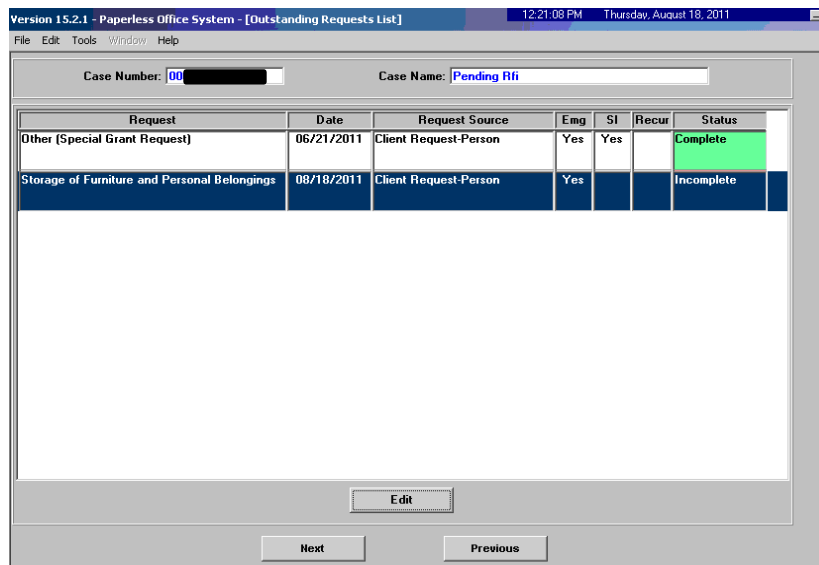 Version 15.2.1 - Paperless Office System - [Outstanding Requests List] 12:21:08 PM Thursday, August 18, 2011
File Edit Tools Window Help
Case Number: 00 Case Name: Pending Rfi
Request Date Request Source Emg SI Recur Status
Other (Special Grant Request) 06/21/2011 Client Request-Person Yes Yes Complete
Storage of Furniture and Personal Belongings 08/18/2011 Client Request-Person Yes Incomplete
Edit
Next Previous